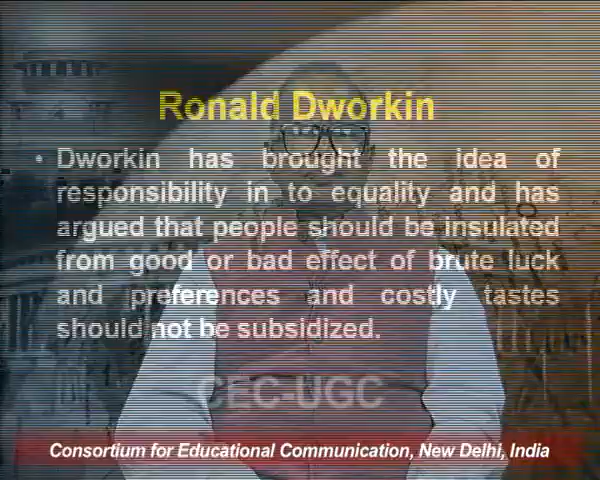 Ronald Dworkin
• Dworkin has brought the idea of
responsibility in to equality and has
argued that people should be insulated
from good or bad effect of brute luck
and preferences and costly tastes
should not be subsidized.
CEC-UGC
Consortium for Educational Communication, New Delhi, India